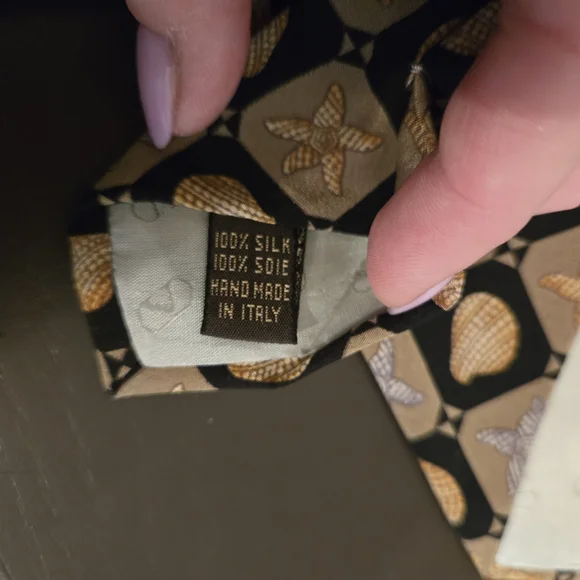 100% SILK
100% SOIE
HAND MADE
IN ITALY